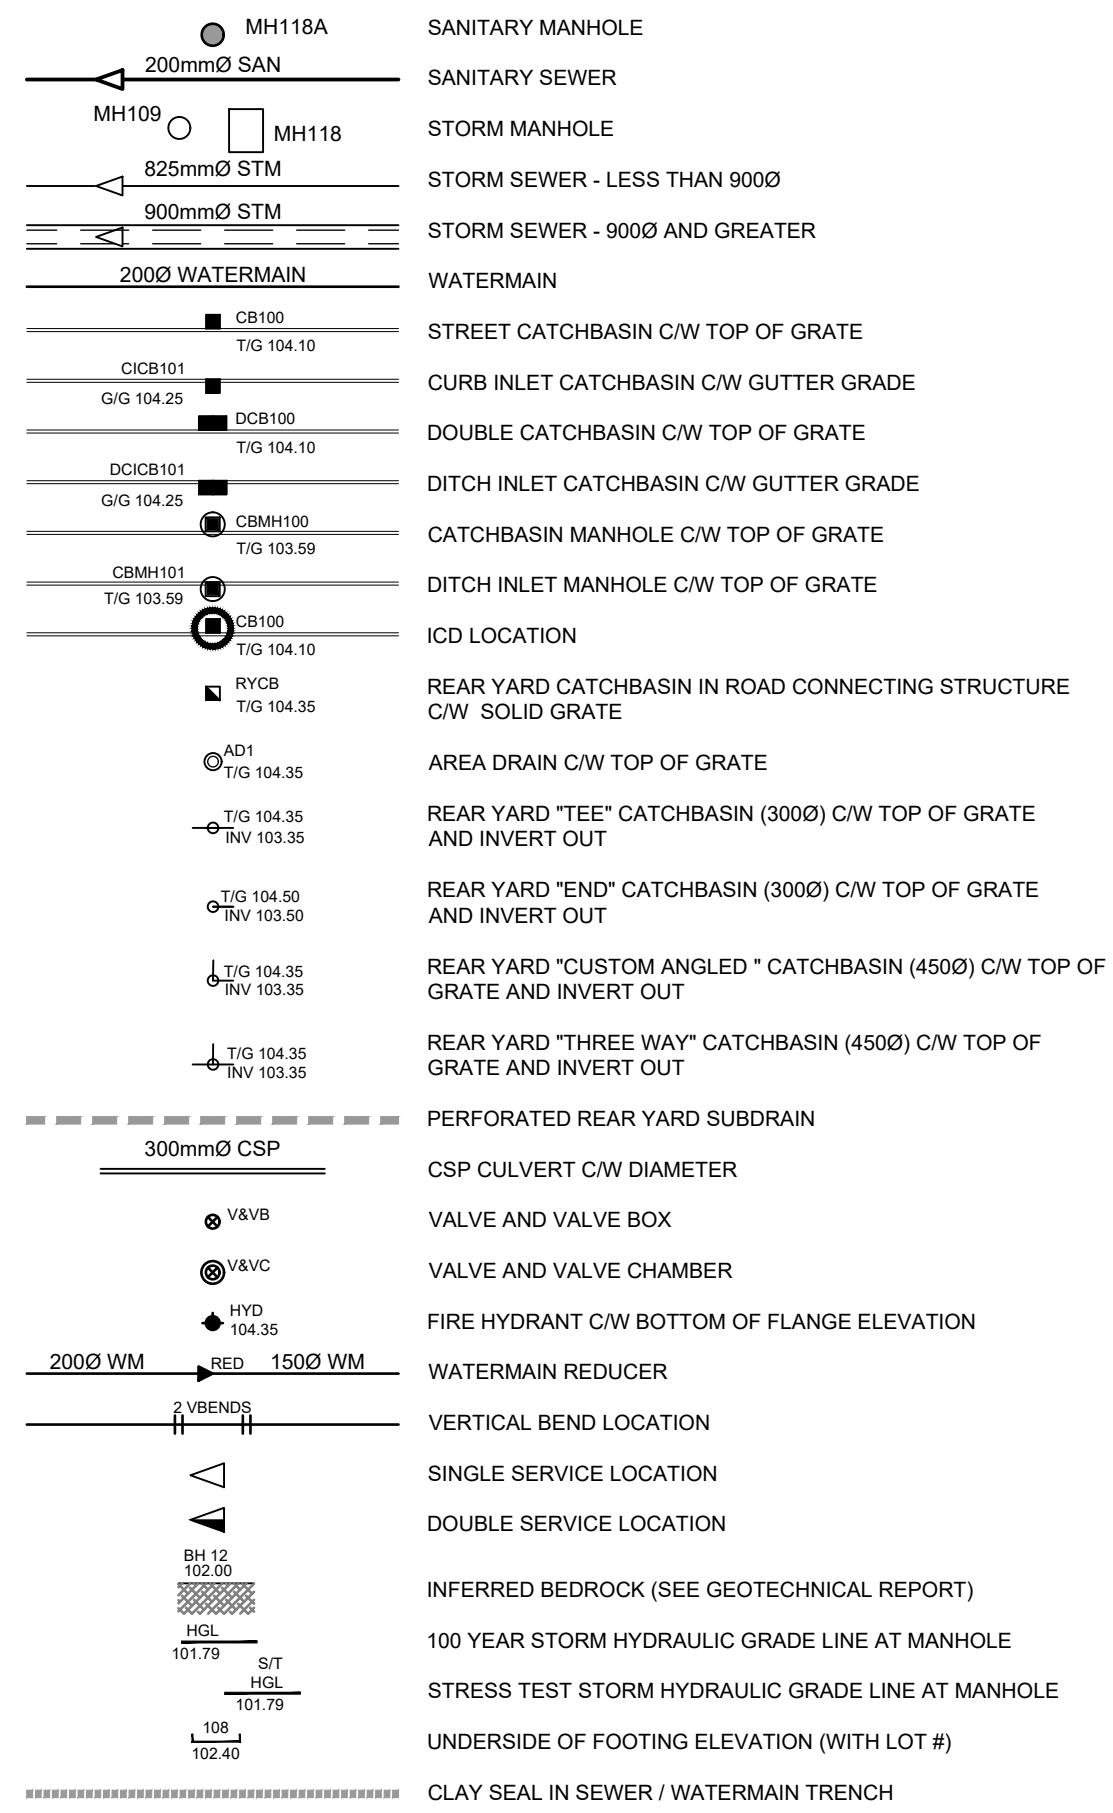 MH118A SANITARY MANHOLE
200mmØ SAN SANITARY SEWER
MH109 MH118 STORM MANHOLE
825mmØ STM STORM SEWER - LESS THAN 900Ø
900mmØ STM STORM SEWER - 900Ø AND GREATER
200Ø WATERMAIN WATERMAIN
CB100
T/G 104.10
STREET CATCHBASIN C/W TOP OF GRATE
CICB101
G/G 104.25
CURB INLET CATCHBASIN C/W GUTTER GRADE
DCB100
T/G 104.10
DOUBLE CATCHBASIN C/W TOP OF GRATE
DCICB101
G/G 104.25
DITCH INLET CATCHBASIN C/W GUTTER GRADE
CBMH100
T/G 103.59
CATCHBASIN MANHOLE C/W TOP OF GRATE
CBMH101
T/G 103.59
DITCH INLET MANHOLE C/W TOP OF GRATE
CB100
T/G 104.10
ICD LOCATION
RYCB
T/G 104.35
REAR YARD CATCHBASIN IN ROAD CONNECTING STRUCTURE
C/W SOLID GRATE
AD1
T/G 104.35
AREA DRAIN C/W TOP OF GRATE
T/G 104.35
INV 103.35
REAR YARD "TEE" CATCHBASIN (300Ø) C/W TOP OF GRATE
AND INVERT OUT
T/G 104.50
INV 103.50
REAR YARD "END" CATCHBASIN (300Ø) C/W TOP OF GRATE
AND INVERT OUT
T/G 104.35
INV 103.35
REAR YARD "CUSTOM ANGLED " CATCHBASIN (450Ø) C/W TOP OF
GRATE AND INVERT OUT
T/G 104.35
INV 103.35
REAR YARD "THREE WAY" CATCHBASIN (450Ø) C/W TOP OF
GRATE AND INVERT OUT
PERFORATED REAR YARD SUBDRAIN
300mmØ CSP CSP CULVERT C/W DIAMETER
V&VB VALVE AND VALVE BOX
V&VC VALVE AND VALVE CHAMBER
HYD
104.35
FIRE HYDRANT C/W BOTTOM OF FLANGE ELEVATION
200Ø WM RED 150Ø WM WATERMAIN REDUCER
2 VBENDS VERTICAL BEND LOCATION
SINGLE SERVICE LOCATION
DOUBLE SERVICE LOCATION
BH 12
102.00
INFERRED BEDROCK (SEE GEOTECHNICAL REPORT)
HGL
101.79
100 YEAR STORM HYDRAULIC GRADE LINE AT MANHOLE
S/T
HGL
101.79
STRESS TEST STORM HYDRAULIC GRADE LINE AT MANHOLE
108
102.40
UNDERSIDE OF FOOTING ELEVATION (WITH LOT #)
CLAY SEAL IN SEWER / WATERMAIN TRENCH